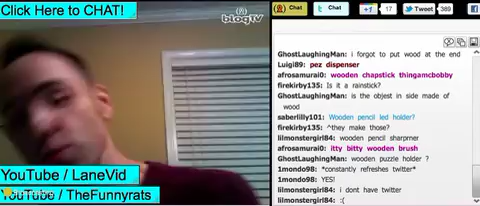 Click Here to CHAT!
blogTV
Chat
Chat
+1
17
Tweet
389
GhostLaughingMan: i forgot to put wood at the end
Luigi89: pez dispenser
afrosamurai0: wooden chapstick thingamcbobby
firekirby135: Is it a rainstick?
GhostLaughingMan: is the objest in side made of
wood
saberlilly101: Wooden pencil led holder?
firekirby135: ^they make those?
lilmonstergirl84: wooden pencil sharprner
afrosamurai0: itty bitty wooden brush
GhostLaughingMan: wooden puzzle holder ?
1mondo98: *constantly refreshes twitter*
1mondo98: YES!
lilmonstergirl84: i dont have twitter
lilmonstergirl84: :(
YouTube / LaneVid
YouTube / TheFunnyrats